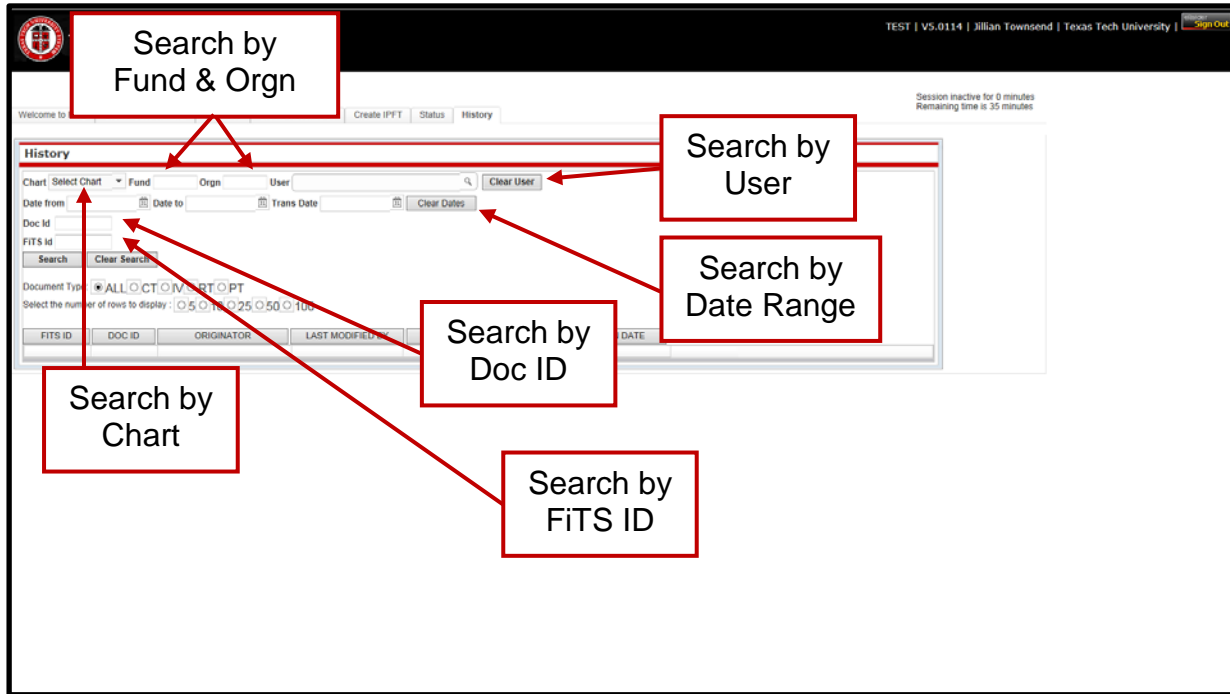 TEST | V5.0114 | Jillian Townsend | Texas Tech University | Sign Out
Search by
Fund & Orgn
Session inactive for 0 minutes
Remaining time is 35 minutes
Welcome to Create IPFT Status History
History
Search by
User
Chart Select Chart Fund Orgn User Clear User
Date from Date to Trans Date Clear Dates
Doc Id
FiTS Id
Search Clear Search
Search by
Date Range
Document Type ALL CT IV RT PT
Select the number of rows to display : 5 10 25 50 100
FITS ID DOC ID ORIGINATOR LAST MODIFIED BY DATE
Search by
Doc ID
Search by
Chart
Search by
FiTS ID